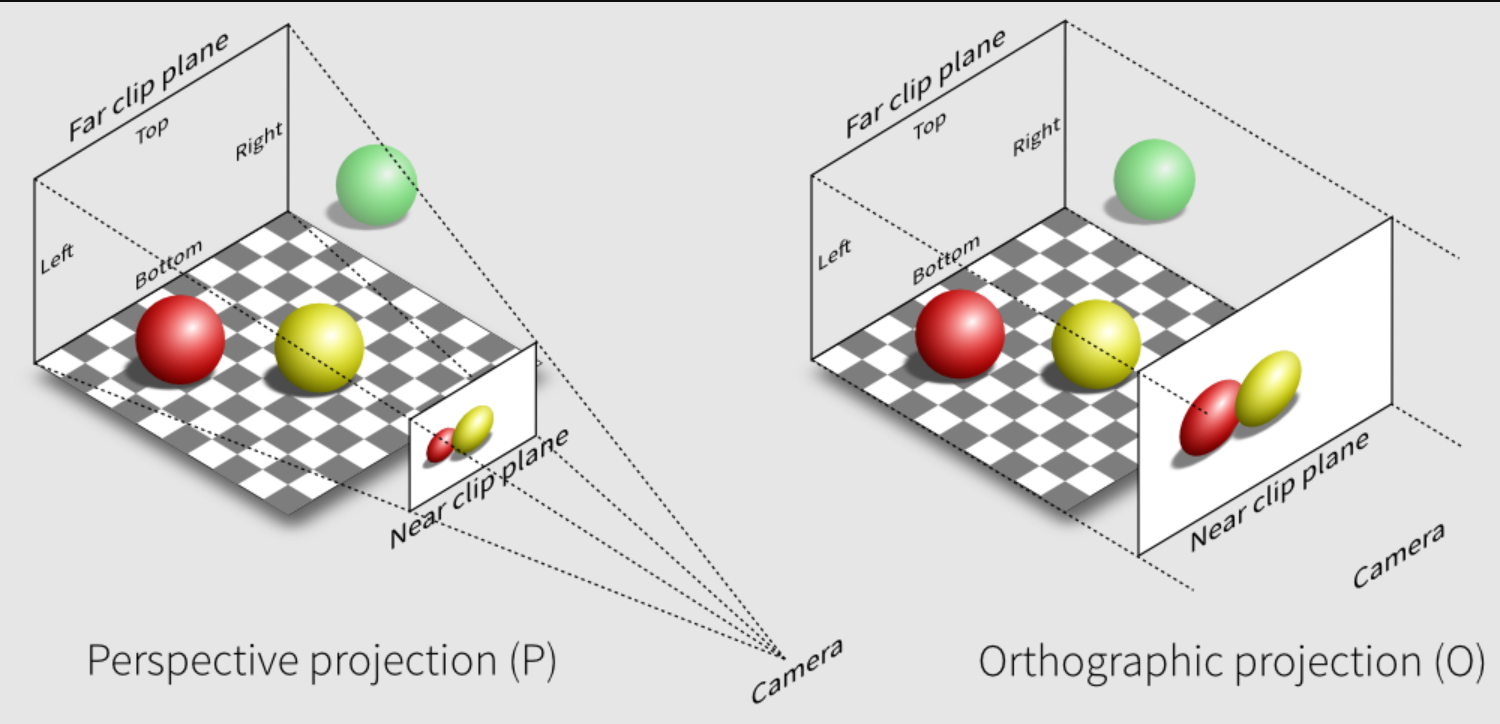 Far clip plane
Top
Right
Left
Bottom
Near clip plane
Camera
Perspective projection (P)
Far clip plane
Top
Right
Left
Bottom
Near clip plane
Camera
Orthographic projection (O)